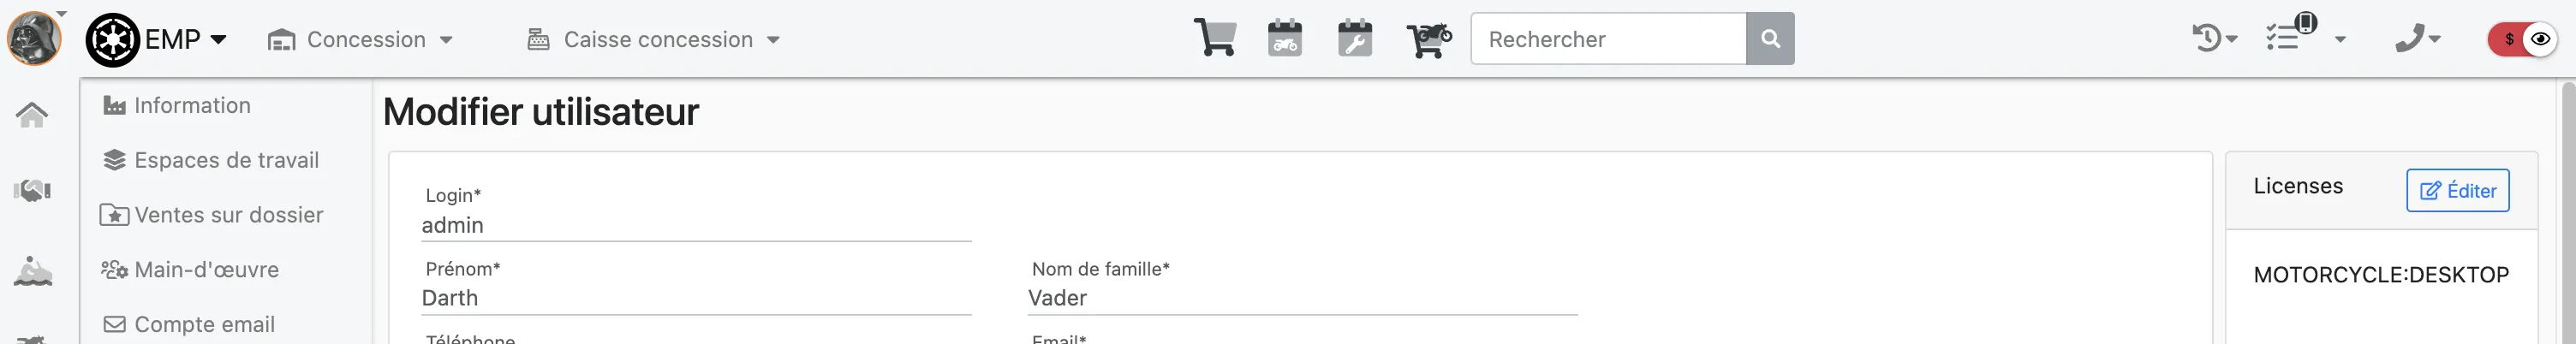 EMP
Concession
Caisse concession
Rechercher
$
Information
Espaces de travail
Ventes sur dossier
Main-d'œuvre
Compte email
Modifier utilisateur
Login*
admin
Prénom*
Darth
Nom de famille*
Vader
Téléphone
Email*
Licenses
Éditer
MOTORCYCLE:DESKTOP